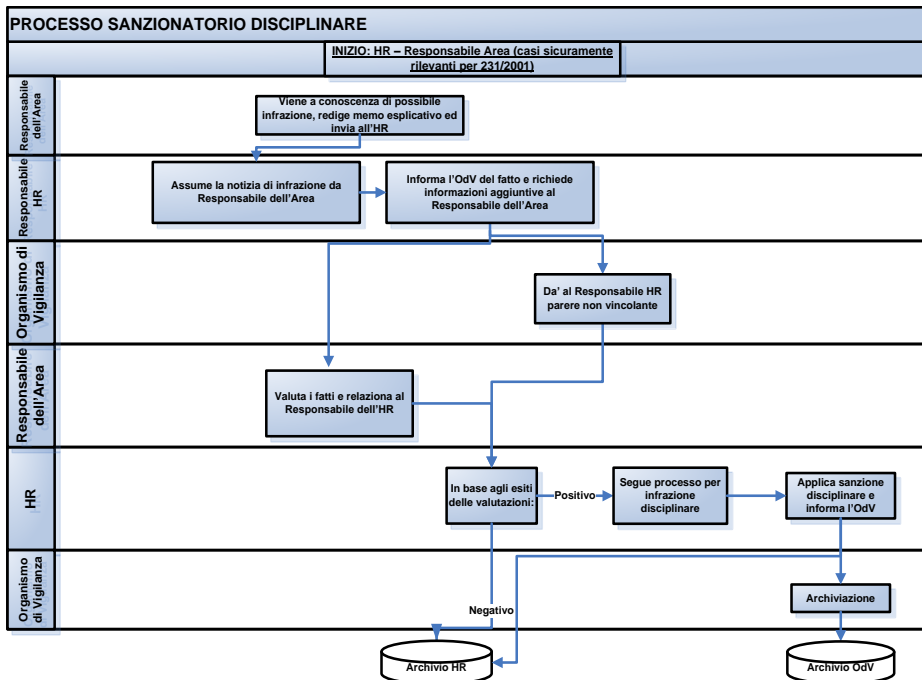 PROCESSO SANZIONATORIO DISCIPLINARE
INIZIO: HR – Responsabile Area (casi sicuramente
rilevanti per 231/2001)
Responsabile
dell'Area
Viene a conoscenza di possibile
infrazione, redige memo esplicativo ed
invia all'HR
Responsabile
HR
Assume la notizia di infrazione da
Responsabile dell'Area
Informa l'OdV del fatto e richiede
informazioni aggiuntive al
Responsabile dell'Area
Organismo di
Vigilanza
Da' al Responsabile HR
parere non vincolante
Responsabile
dell'Area
Valuta i fatti e relaziona al
Responsabile dell'HR
HR
In base agli esiti
delle valutazioni:
Positivo
Segue processo per
infrazione
disciplinare
Applica sanzione
disciplinare e
informa l'OdV
Organismo
di Vigilanza
Archiviazione
Negativo
Archivio HR
Archivio OdV